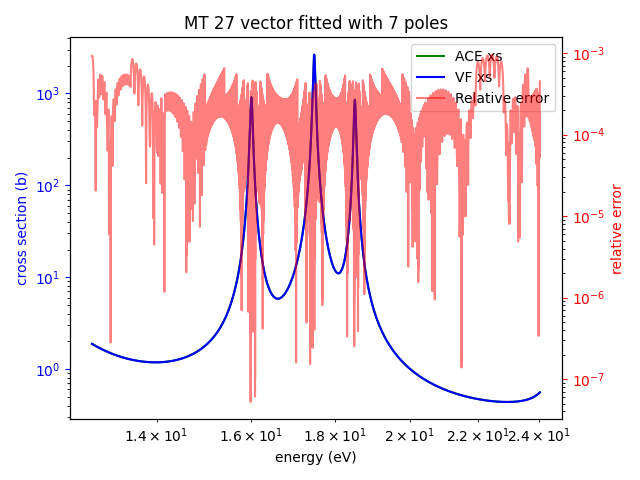 MT 27 vector fitted with 7 poles
ACE xs
VF xs
Relative error
cross section (b)
10³
10²
10¹
10⁰
relative error
10⁻³
10⁻⁴
10⁻⁵
10⁻⁶
10⁻⁷
1.4 × 10¹ 1.6 × 10¹ 1.8 × 10¹ 2 × 10¹ 2.2 × 10¹ 2.4 × 10¹
energy (eV)